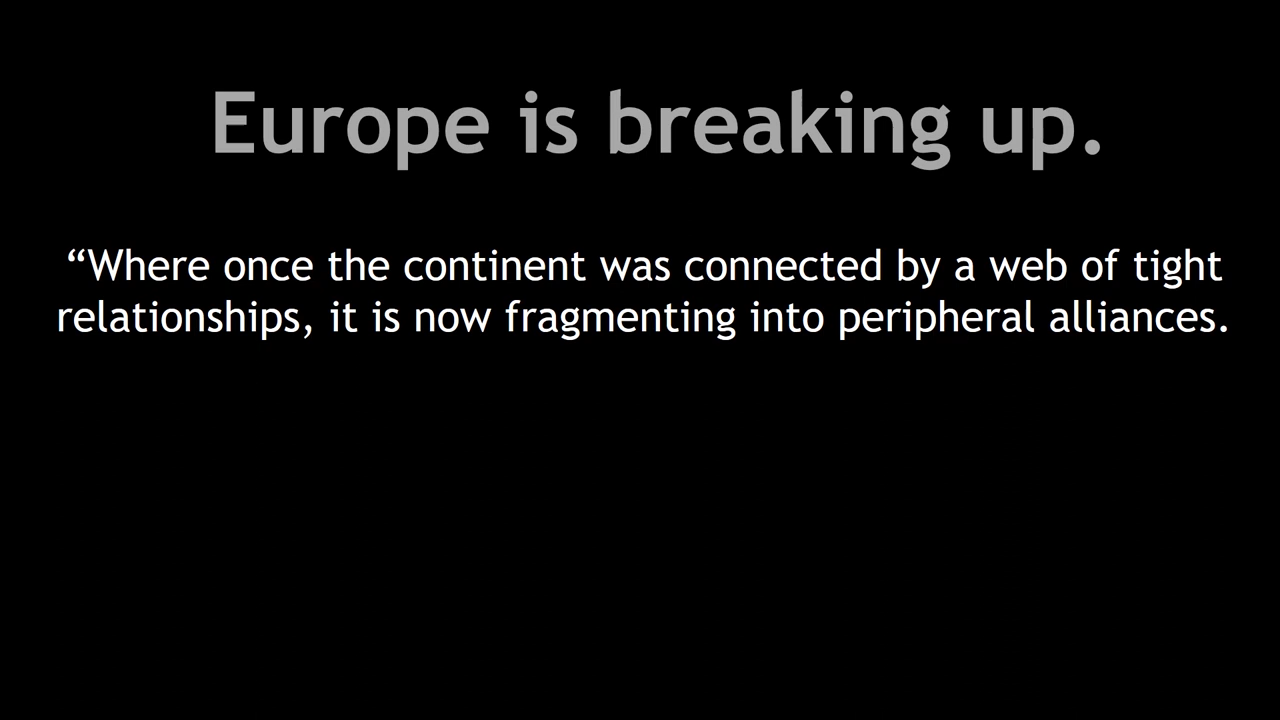 Europe is breaking up.
“Where once the continent was connected by a web of tight
relationships, it is now fragmenting into peripheral alliances.